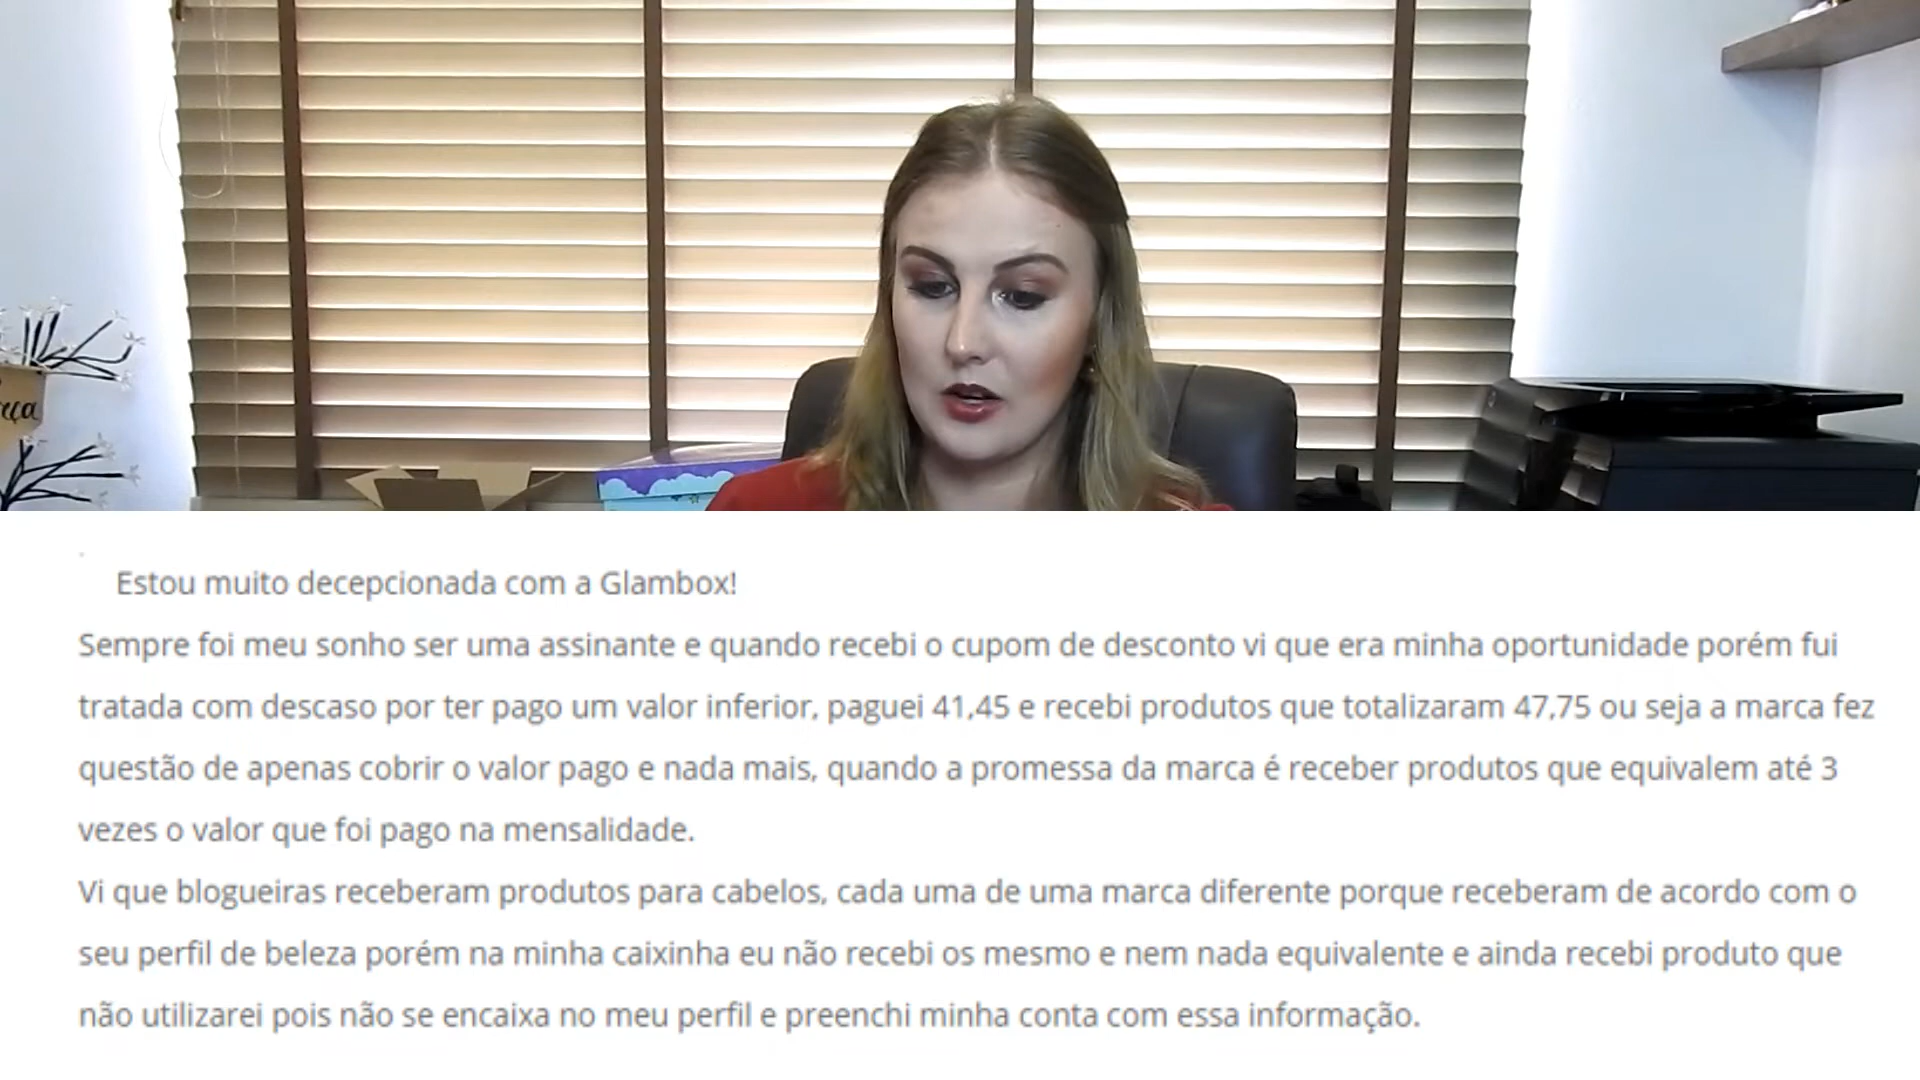 Estou muito decepcionada com a Glambox!
Sempre foi meu sonho ser uma assinante e quando recebi o cupom de desconto vi que era minha oportunidade porém fui
tratada com descaso por ter pago um valor inferior, paguei 41,45 e recebi produtos que totalizaram 47,75 ou seja a marca fez
questão de apenas cobrir o valor pago e nada mais, quando a promessa da marca é receber produtos que equivalem até 3
vezes o valor que foi pago na mensalidade.
Vi que blogueiras receberam produtos para cabelos, cada uma de uma marca diferente porque receberam de acordo com o
seu perfil de beleza porém na minha caixinha eu não recebi os mesmo e nem nada equivalente e ainda recebi produto que
não utilizarei pois não se encaixa no meu perfil e preenchi minha conta com essa informação.